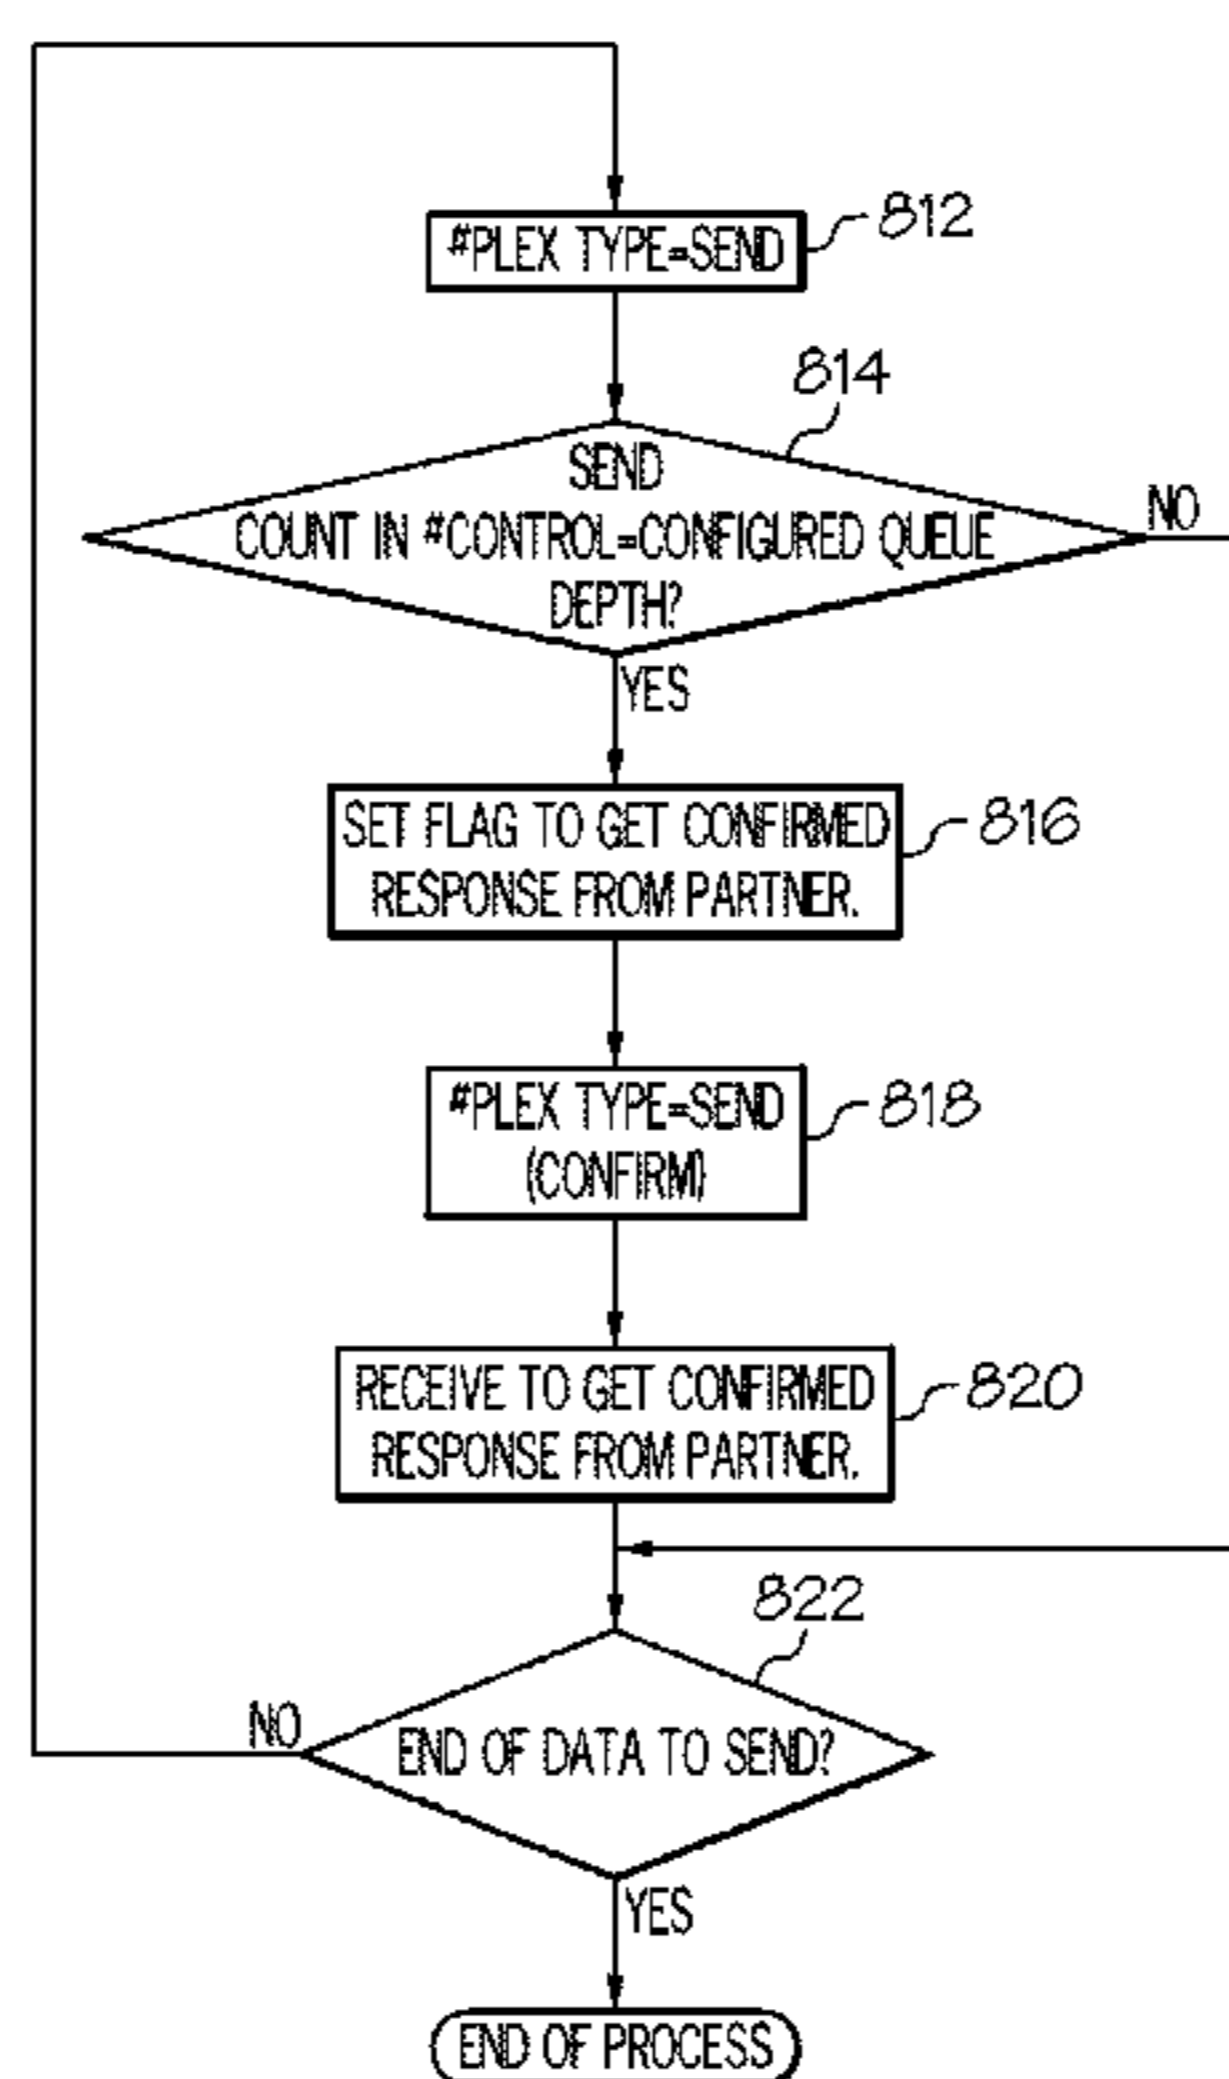 #PLEX TYPE=SEND
812
814
SEND
COUNT IN #CONTROL=CONFIGURED QUEUE
DEPTH?
NO
YES
SET FLAG TO GET CONFIRMED
RESPONSE FROM PARTNER.
816
#PLEX TYPE=SEND
(CONFIRM)
818
RECEIVE TO GET CONFIRMED
RESPONSE FROM PARTNER.
820
822
NO
END OF DATA TO SEND?
YES
END OF PROCESS